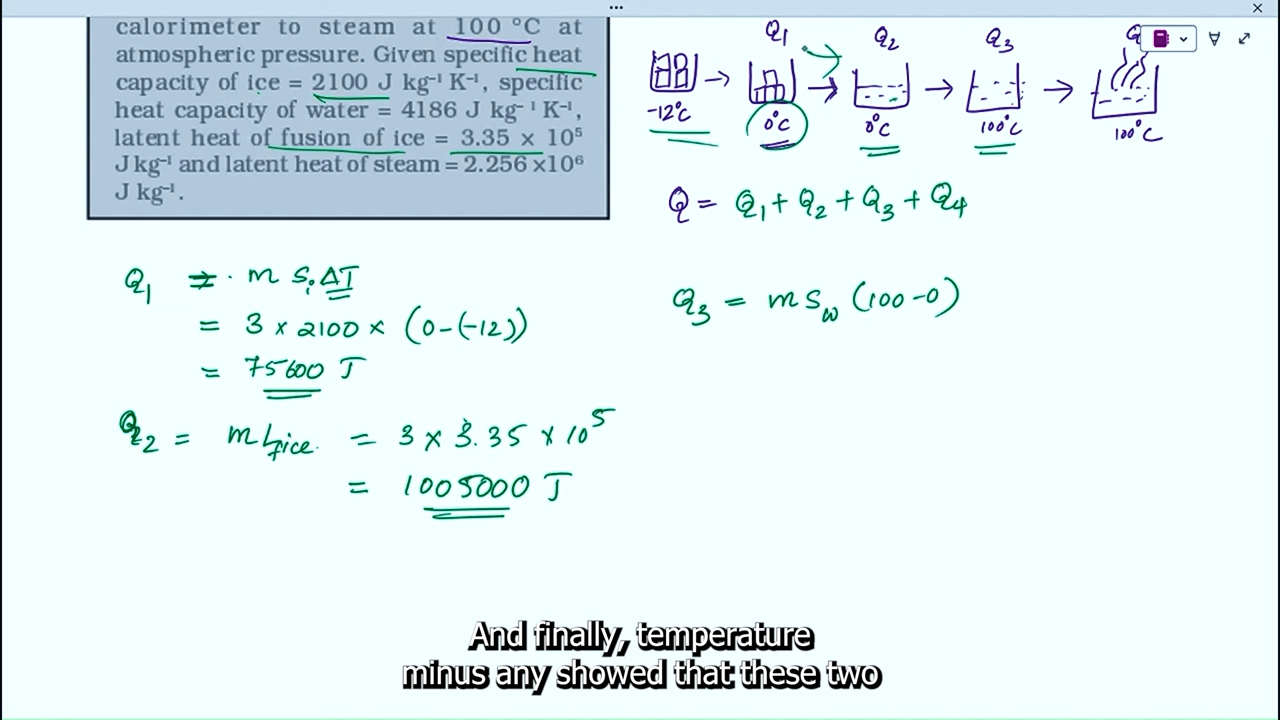 calorimeter to steam at 100 °C at
atmospheric pressure. Given specific heat
capacity of ice = 2100 J kg⁻¹ K⁻¹, specific
heat capacity of water = 4186 J kg⁻¹ K⁻¹,
latent heat of fusion of ice = 3.35 × 10⁵
J kg⁻¹ and latent heat of steam = 2.256 ×10⁶
J kg⁻¹.
Q₁ Q₂ Q₃ Q
-12°C → 0°C → 0°C → 100°C → 100°C
Q = Q₁ + Q₂ + Q₃ + Q₄
Q₁ = m Sᵢ ΔT
= 3 × 2100 × (0-(-12))
= 75600 J
Q₂ = m Lf ice = 3 × 3.35 × 10⁵
= 1005000 J
Q₃ = m S_w (100-0)
And finally, temperature
minus any showed that these two